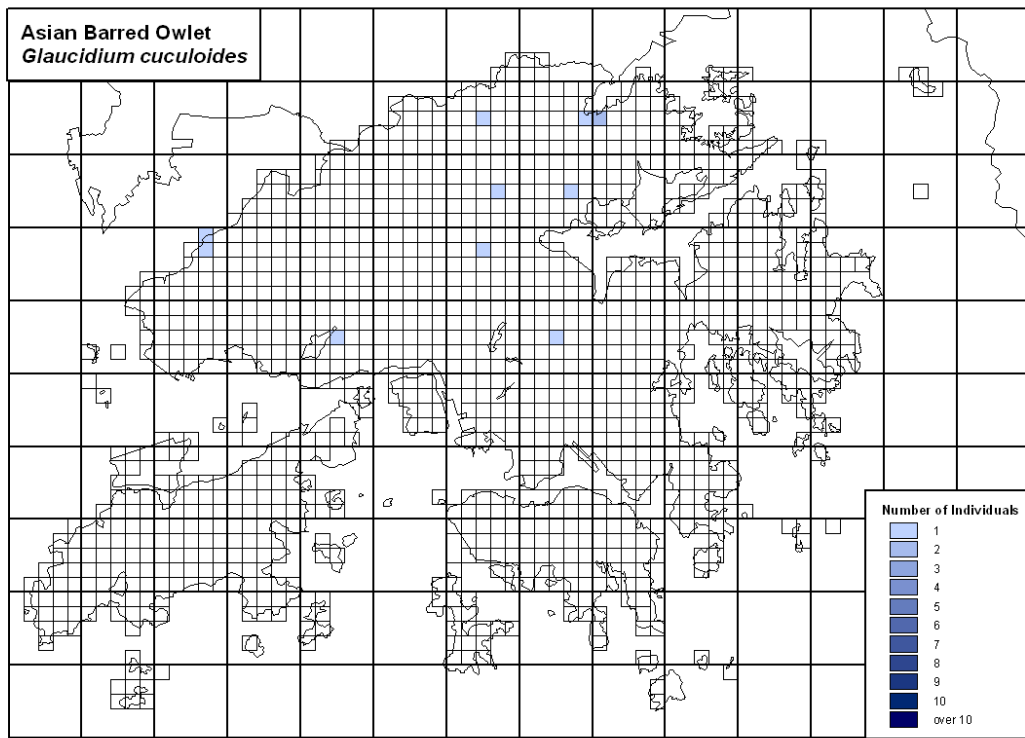 Asian Barred Owlet
Glaucidium cuculoides
Number of Individuals
1
2
3
4
5
6
7
8
9
10
over 10